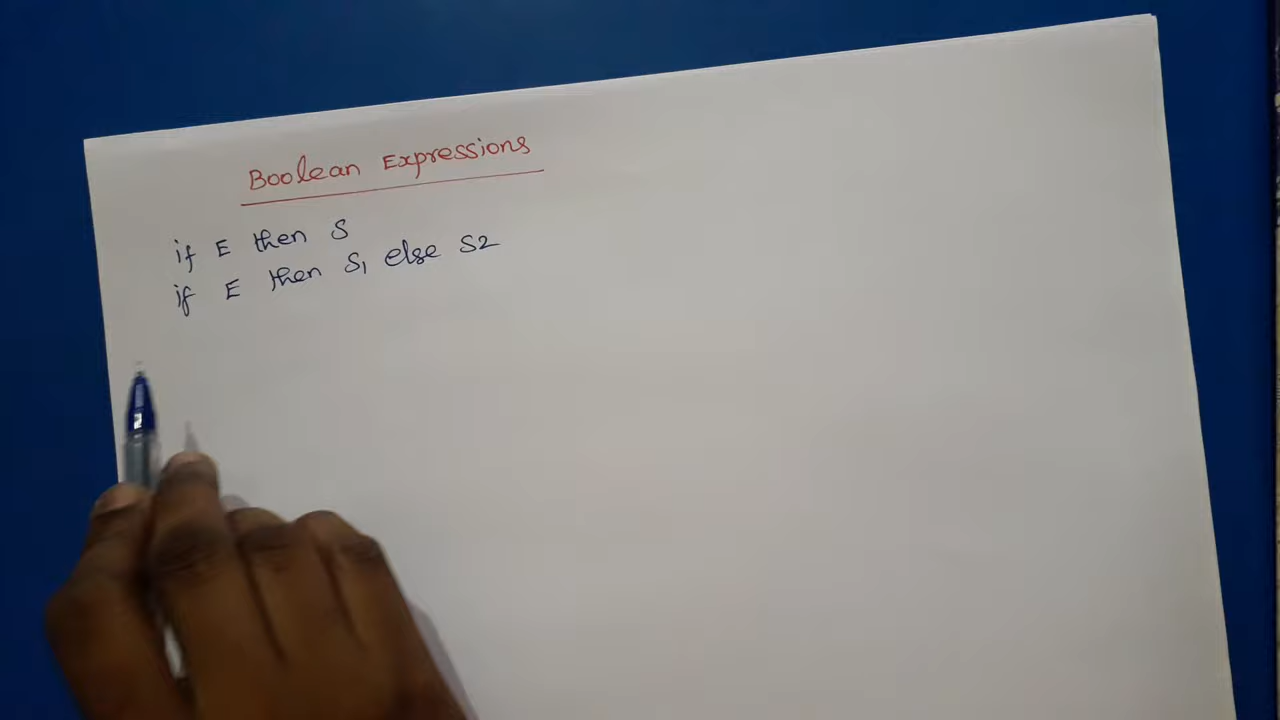 Boolean Expressions
if E then S
if E then S1 else S2